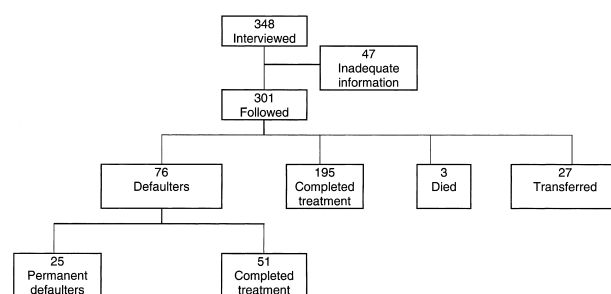 348
Interviewed
47
Inadequate
information
301
Followed
76
Defaulters
195
Completed
treatment
3
Died
27
Transferred
25
Permanent
defaulters
51
Completed
treatment